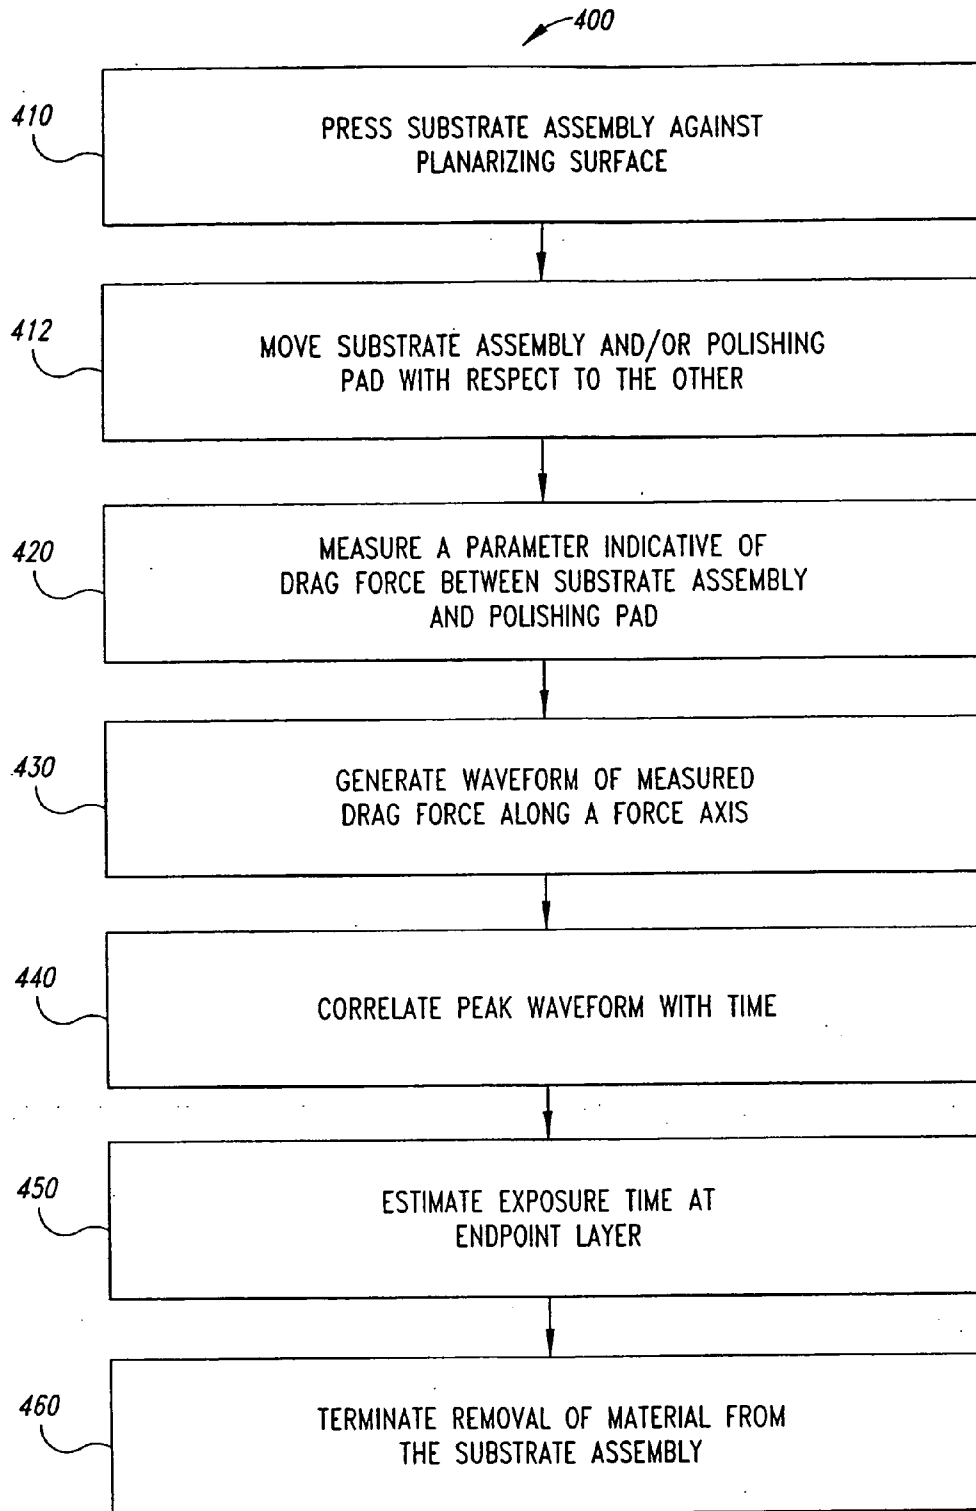 400
410
PRESS SUBSTRATE ASSEMBLY AGAINST
PLANARIZING SURFACE
412
MOVE SUBSTRATE ASSEMBLY AND/OR POLISHING
PAD WITH RESPECT TO THE OTHER
420
MEASURE A PARAMETER INDICATIVE OF
DRAG FORCE BETWEEN SUBSTRATE ASSEMBLY
AND POLISHING PAD
430
GENERATE WAVEFORM OF MEASURED
DRAG FORCE ALONG A FORCE AXIS
440
CORRELATE PEAK WAVEFORM WITH TIME
450
ESTIMATE EXPOSURE TIME AT
ENDPOINT LAYER
460
TERMINATE REMOVAL OF MATERIAL FROM
THE SUBSTRATE ASSEMBLY